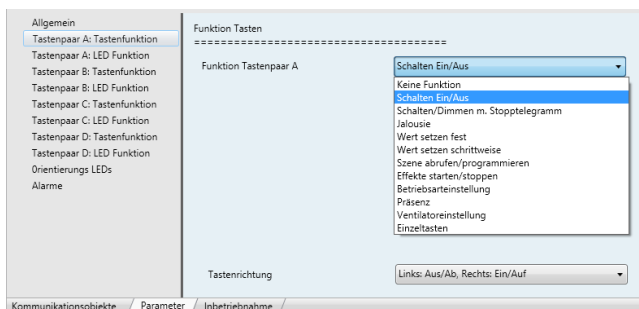 Allgemein
Tastenpaar A: Tastenfunktion
Tastenpaar A: LED Funktion
Tastenpaar B: Tastenfunktion
Tastenpaar B: LED Funktion
Tastenpaar C: Tastenfunktion
Tastenpaar C: LED Funktion
Tastenpaar D: Tastenfunktion
Tastenpaar D: LED Funktion
0rientierungs LEDs
Alarme
Funktion Tasten
======================================
Funktion Tastenpaar A
Schalten Ein/Aus
Keine Funktion
Schalten Ein/Aus
Schalten/Dimmen m. Stopptelegramm
Jalousie
Wert setzen fest
Wert setzen schrittweise
Szene abrufen/programmieren
Effekte starten/stoppen
Betriebsarteinstellung
Präsenz
Ventilatoreinstellung
Einzeltasten
Tastenrichtung
Links: Aus/Ab, Rechts: Ein/Auf
Kommunikationsobjekte / Parameter / Inbetriebnahme /